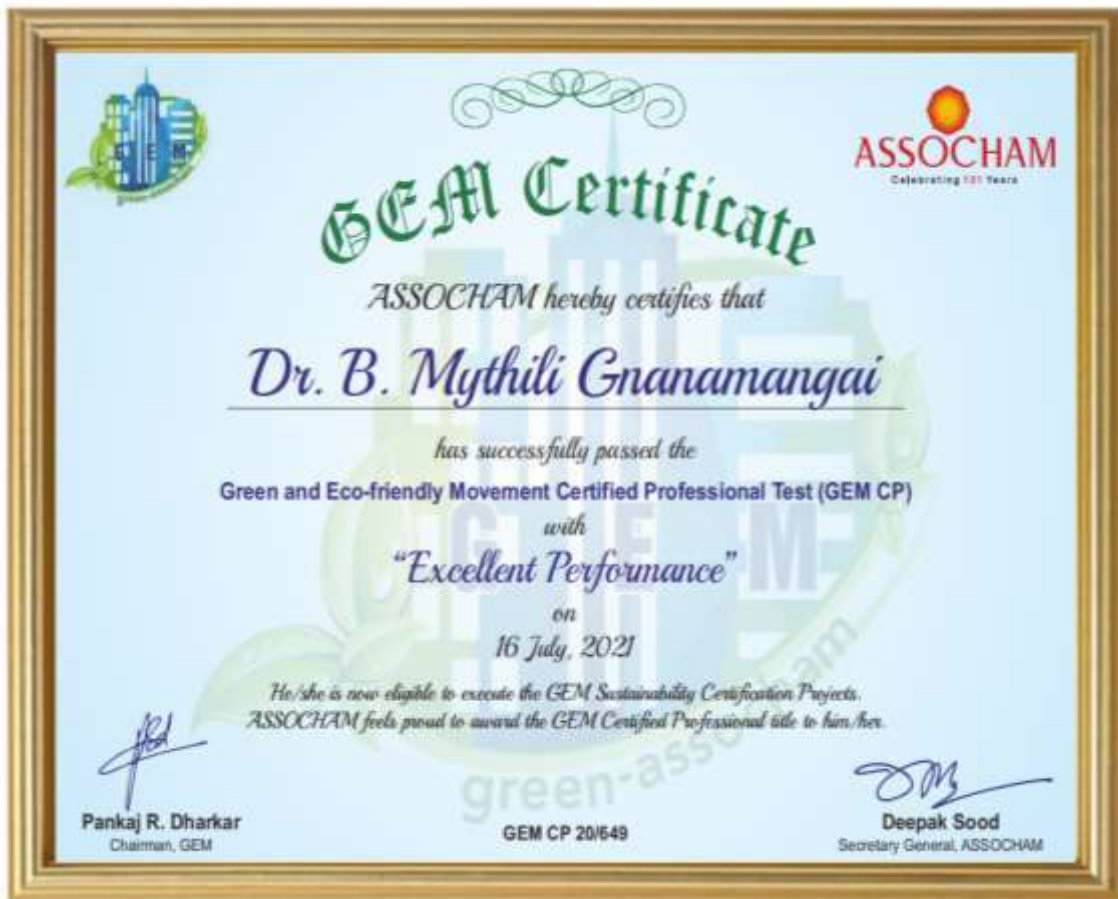 G E M
green-assocham
ASSOCHAM
Celebrating 101 Years
GEM Certificate
ASSOCHAM hereby certifies that
Dr. B. Mythili Gnanamangai
has successfully passed the
Green and Eco-friendly Movement Certified Professional Test (GEM CP)
with
“Excellent Performance”
on
16 July, 2021
He/she is now eligible to execute the GEM Sustainability Certification Projects.
ASSOCHAM feels proud to award the GEM Certified Professional title to him/her.
G E M
green-assocham
Pankaj R. Dharkar
Chairman, GEM
GEM CP 20/649
Deepak Sood
Secretary General, ASSOCHAM